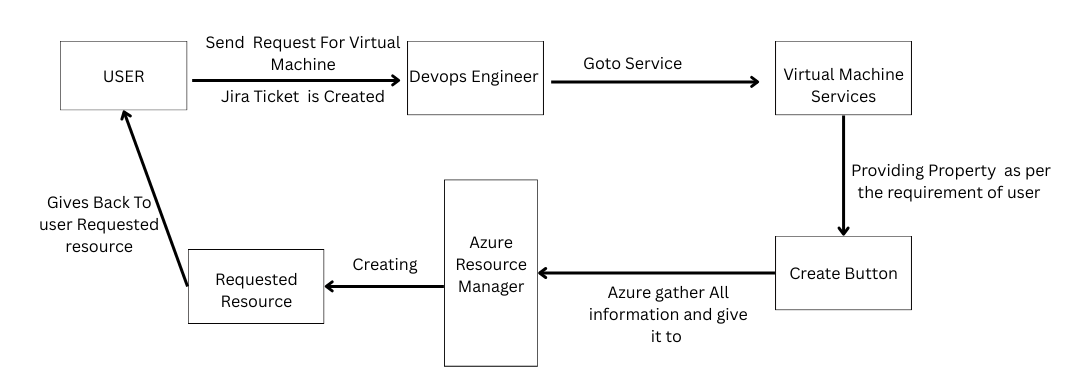 Send Request For Virtual
Machine
USER
Jira Ticket is Created
Devops Engineer
Goto Service
Virtual Machine
Services
Providing Property as per
the requirement of user
Create Button
Azure gather All
information and give
it to
Azure
Resource
Manager
Creating
Requested
Resource
Gives Back To
user Requested
resource